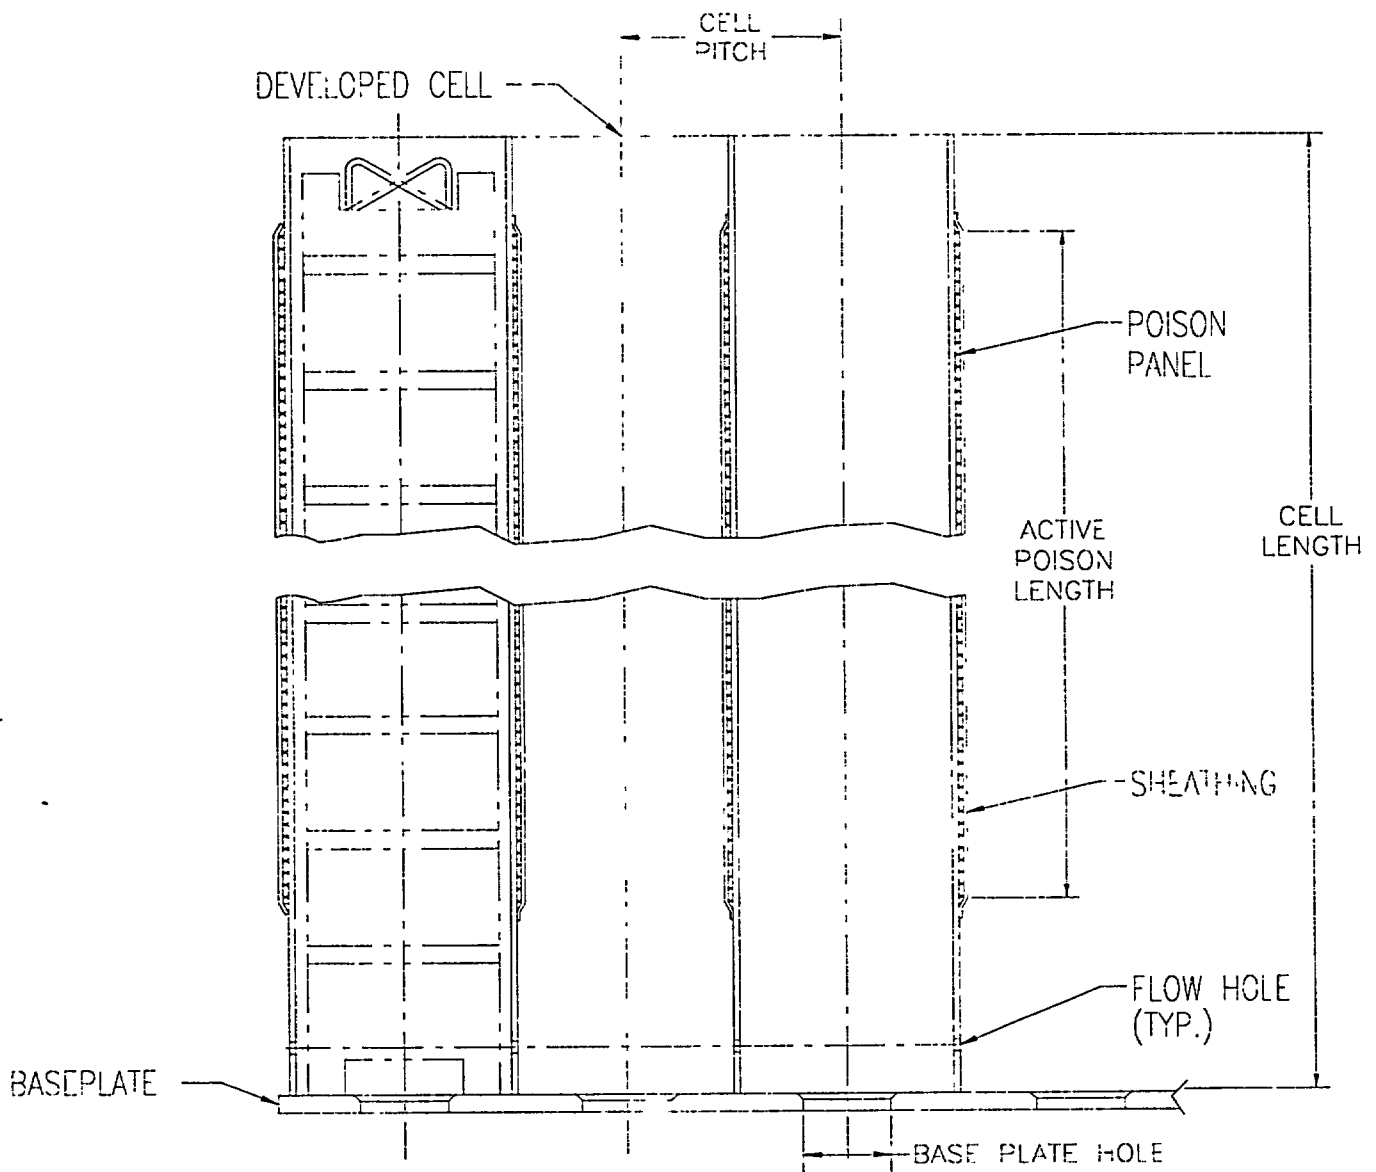 CELL
PITCH
DEVELOPED CELL
POISON
PANEL
ACTIVE
POISON
LENGTH
CELL
LENGTH
SHEATHING
FLOW HOLE
(TYP.)
BASEPLATE
BASE PLATE HOLE